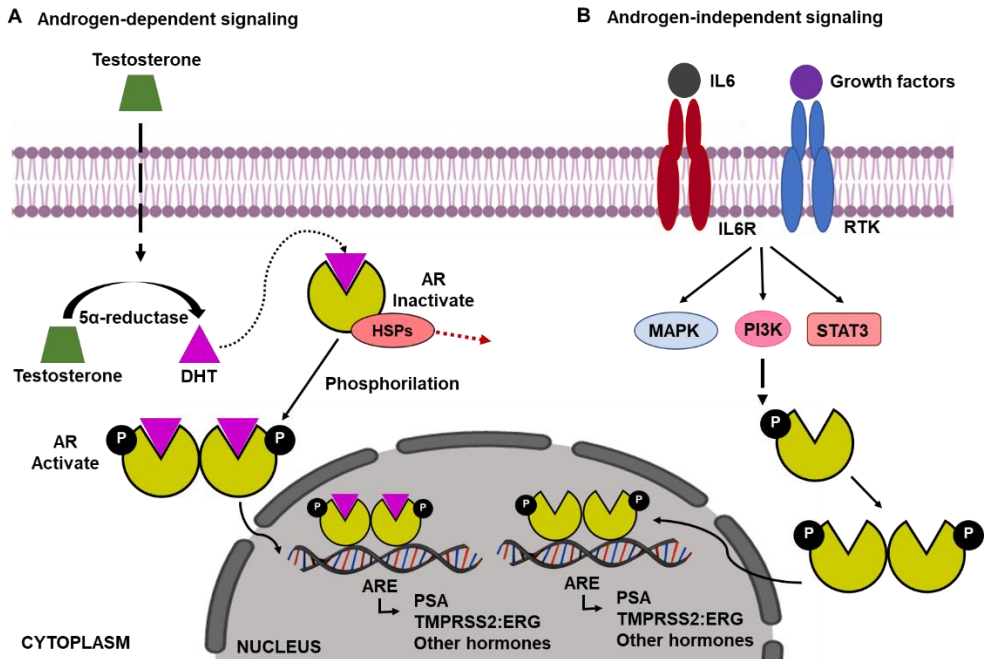 A Androgen-dependent signaling
Testosterone
5α-reductase
Testosterone
DHT
AR
Inactivate
HSPs
Phosphorilation
AR
Activate
P
P
B Androgen-independent signaling
IL6
Growth factors
IL6R
RTK
MAPK
PI3K
STAT3
P
P
P
P
P
ARE
PSA
TMPRSS2:ERG
Other hormones
P
P
ARE
PSA
TMPRSS2:ERG
Other hormones
CYTOPLASM
NUCLEUS